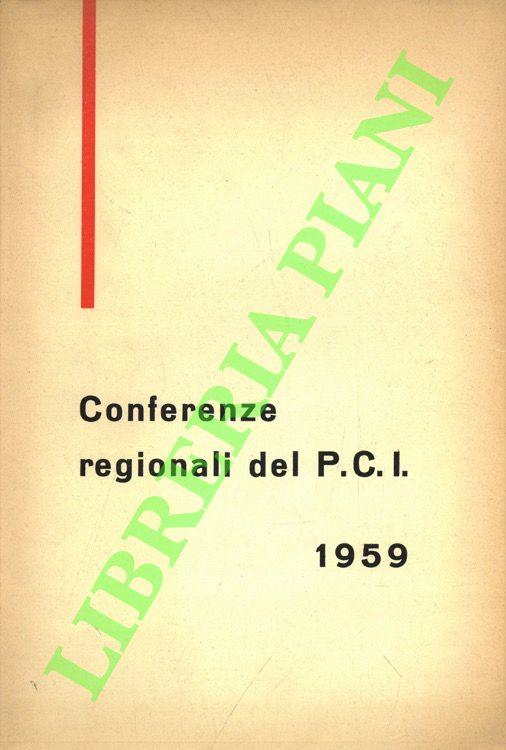 Conferenze
regionali del P.C.I.
1959
LIBRERIA PIANI